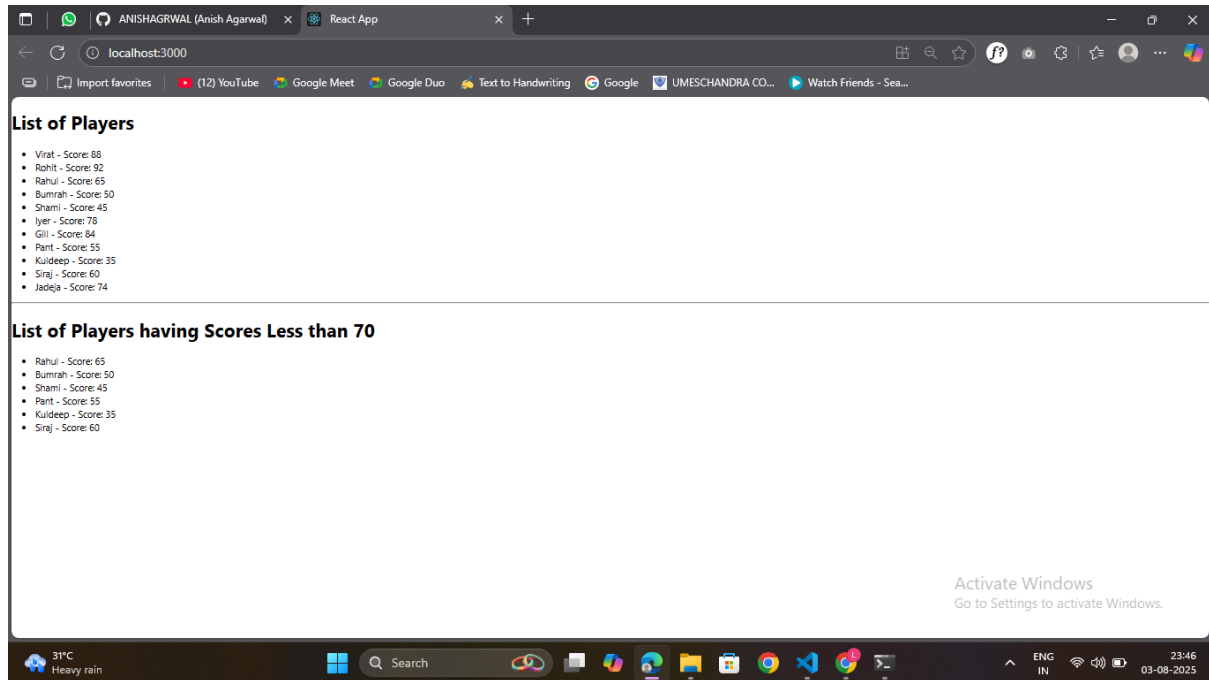 ANISHAGRWAL (Anish Agarwal)
React App
localhost:3000
Import favorites
(12) YouTube
Google Meet
Google Duo
Text to Handwriting
Google
UMESCHANDRA CO...
Watch Friends - Sea...
List of Players
Virat - Score: 88
Rohit - Score: 92
Rahul - Score: 65
Bumrah - Score: 50
Shami - Score: 45
Iyer - Score: 78
Gill - Score: 84
Pant - Score: 55
Kuldeep - Score: 35
Siraj - Score: 60
Jadeja - Score: 74
List of Players having Scores Less than 70
Rahul - Score: 65
Bumrah - Score: 50
Shami - Score: 45
Pant - Score: 55
Kuldeep - Score: 35
Siraj - Score: 60
Activate Windows
Go to Settings to activate Windows.
31°C
Heavy rain
Search
ENG
IN
23:46
03-08-2025